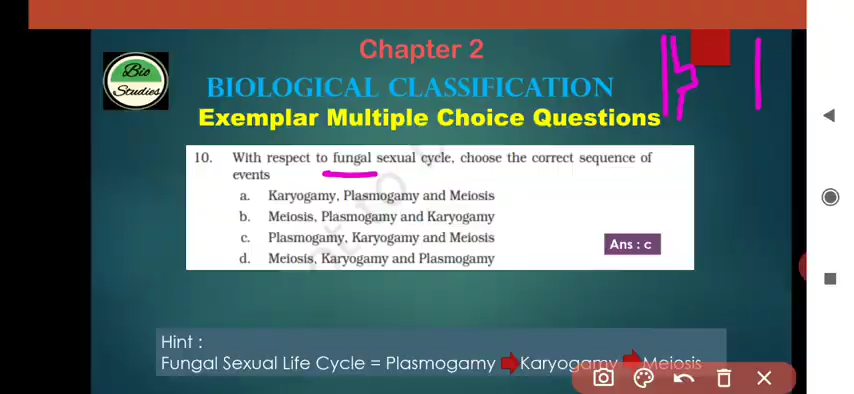 Chapter 2
Bio
Studies
BIOLOGICAL CLASSIFICATION
Exemplar Multiple Choice Questions
10. With respect to fungal sexual cycle, choose the correct sequence of
events
a. Karyogamy, Plasmogamy and Meiosis
b. Meiosis, Plasmogamy and Karyogamy
c. Plasmogamy, Karyogamy and Meiosis
Ans : c
d. Meiosis, Karyogamy and Plasmogamy
Hint :
Fungal Sexual Life Cycle = Plasmogamy Karyogamy Meiosis